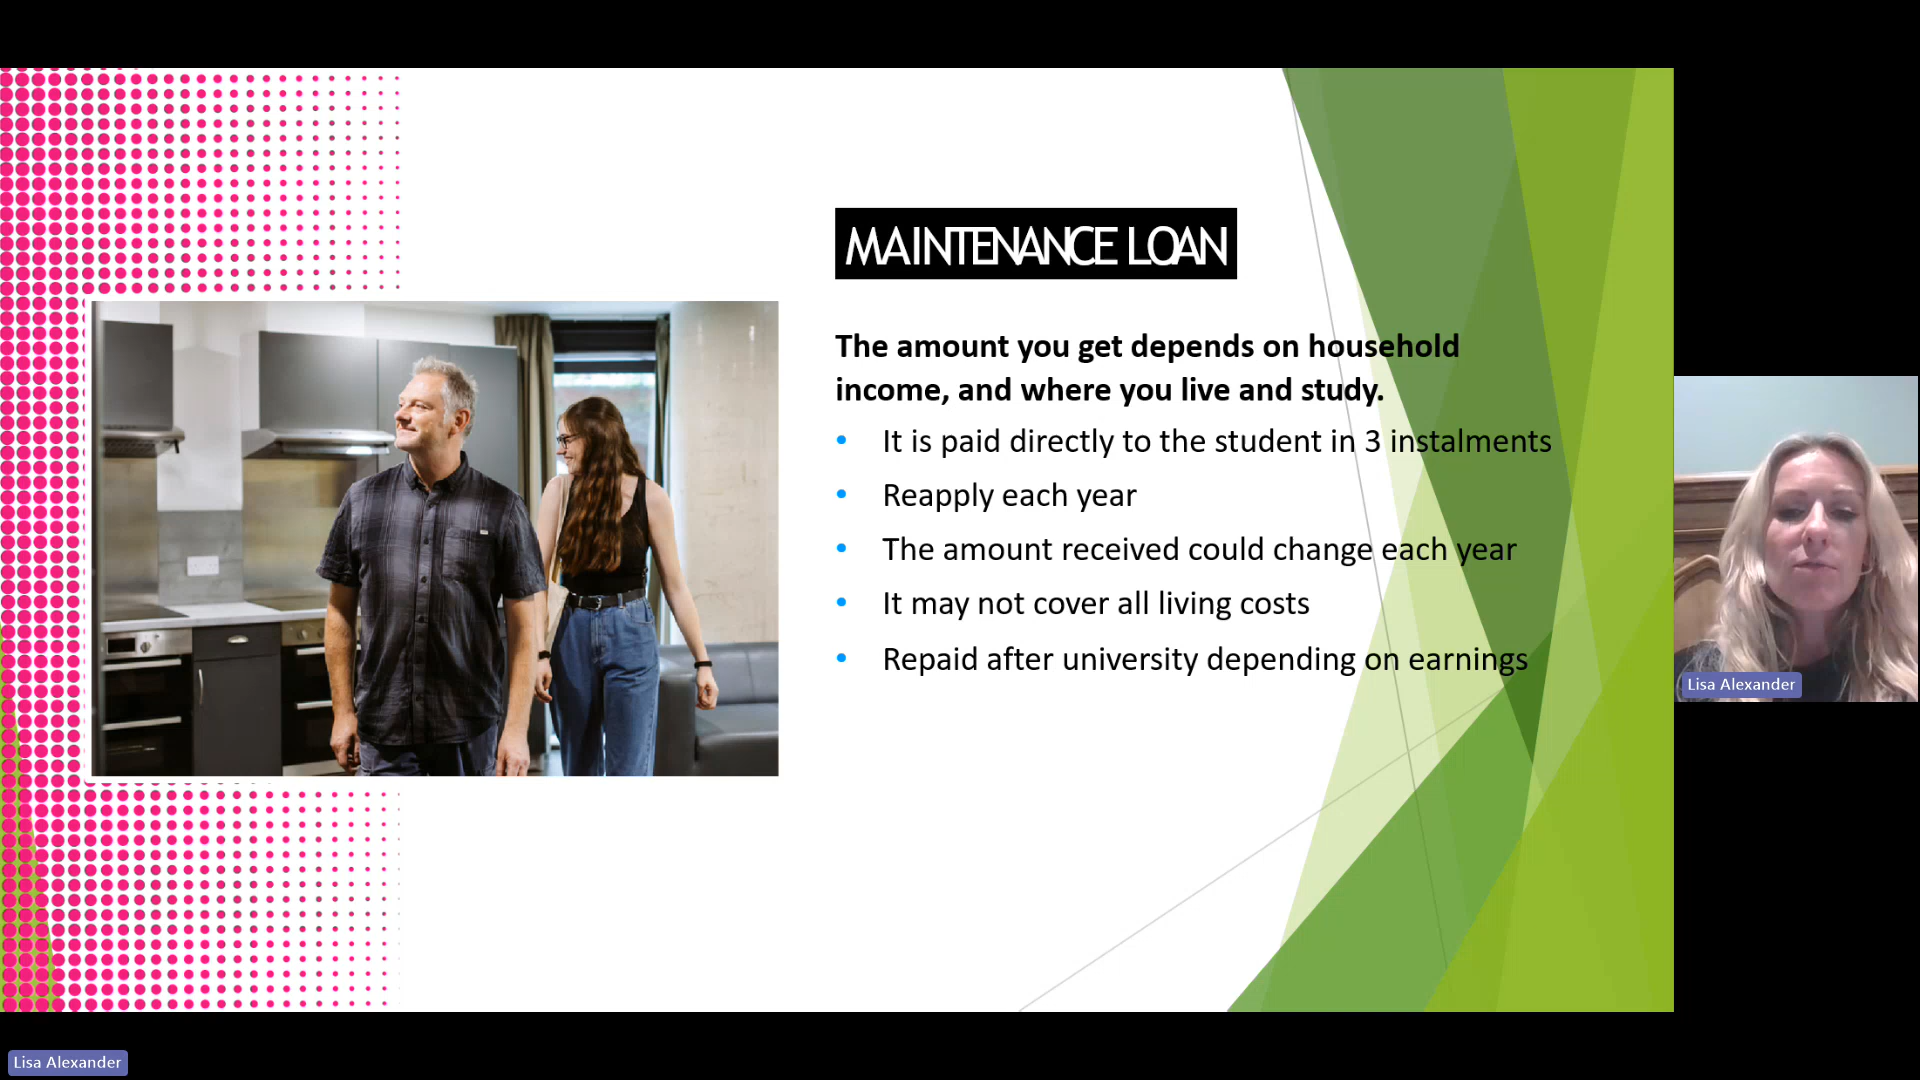 MAINTENANCE LOAN
The amount you get depends on household
income, and where you live and study.
• It is paid directly to the student in 3 instalments
• Reapply each year
• The amount received could change each year
• It may not cover all living costs
• Repaid after university depending on earnings
Lisa Alexander
Lisa Alexander